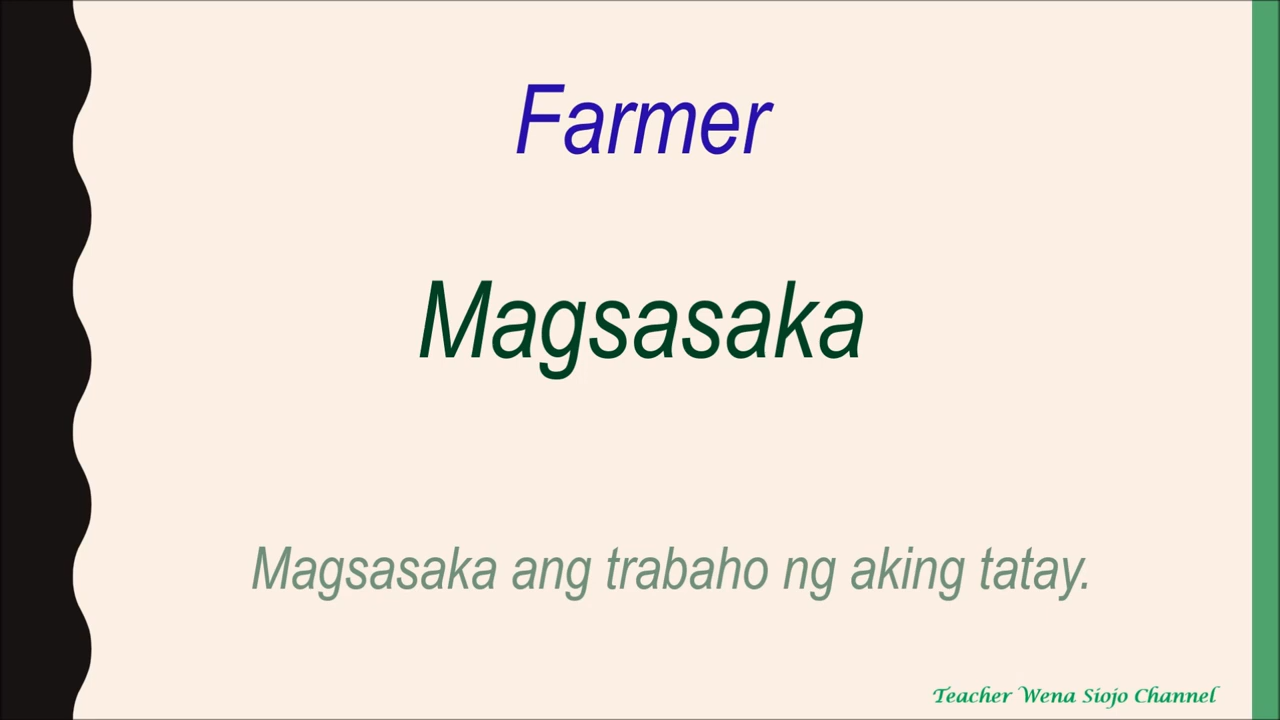 Farmer
Magsasaka
Magsasaka ang trabaho ng aking tatay.
Teacher Wena Siojo Channel